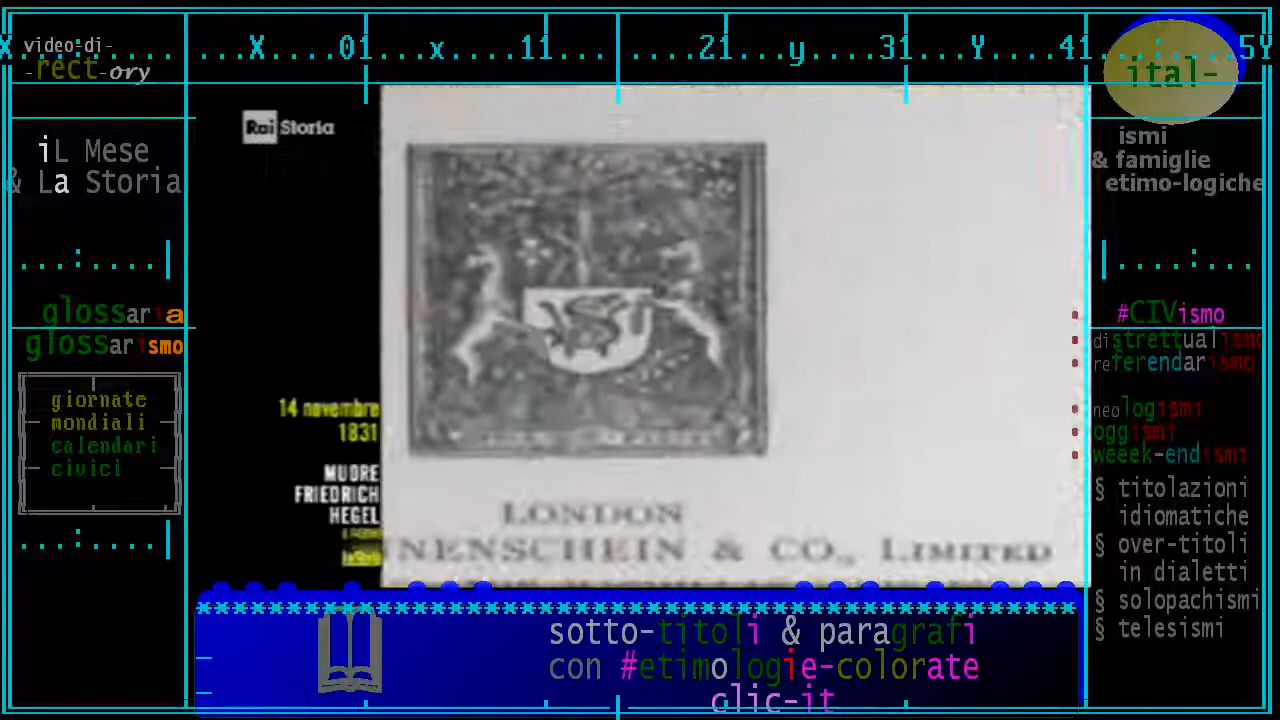 X...:....X...01...x...11........21...y...31...Y...41...:...5Y
video-di-
-rect-ory
ital-
iL Mese
& La Storia
ismi
& famiglie
etimo-logiche
...:....|
|....:...
glossaria
glossarismo
giornate
mondiali
calendari
civici
...:....|
Rai Storia
14 novembre
1831
MUORE
FRIEDRICH
HEGEL
LONDON
NENSCHEIN & CO., LIMITED
#CIVismo
distrettualismo
referendarismo
neologismi
oggismi
weeek-endismi
§ titolazioni
idiomatiche
§ over-titoli
in dialetti
§ solopachismi
§ telesismi
sotto-titoli & paragrafi
con #etimologie-colorate
clic-it